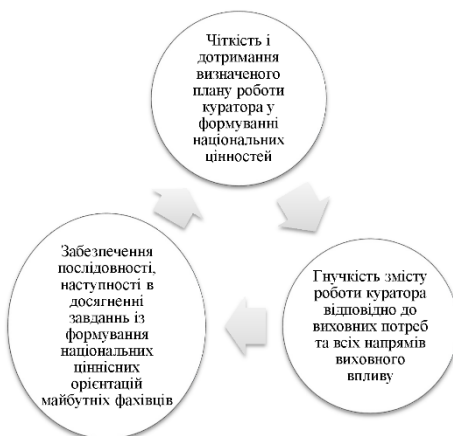 Чіткість і
дотримання
визначеного
плану роботи
куратора у
формуванні
національних
цінностей
Гнучкість змісту
роботи куратора
відповідно до
виховних потреб
та всіх напрямів
виховного
впливу
Забезпечення
послідовності,
наступності в
досягненні
завдань із
формування
національних
ціннісних
орієнтацій
майбутніх фахівців